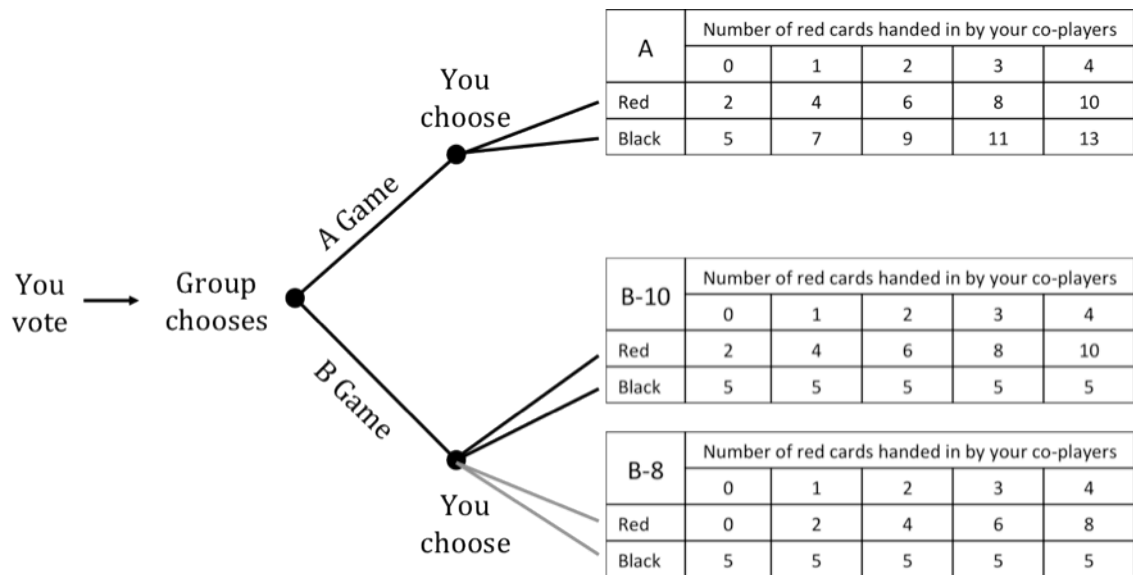 You
vote
Group
chooses
A Game
B Game
You
choose
A
Number of red cards handed in by your co-players
0 1 2 3 4
Red 2 4 6 8 10
Black 5 7 9 11 13
B-10
Number of red cards handed in by your co-players
0 1 2 3 4
Red 2 4 6 8 10
Black 5 5 5 5 5
You
choose
B-8
Number of red cards handed in by your co-players
0 1 2 3 4
Red 0 2 4 6 8
Black 5 5 5 5 5